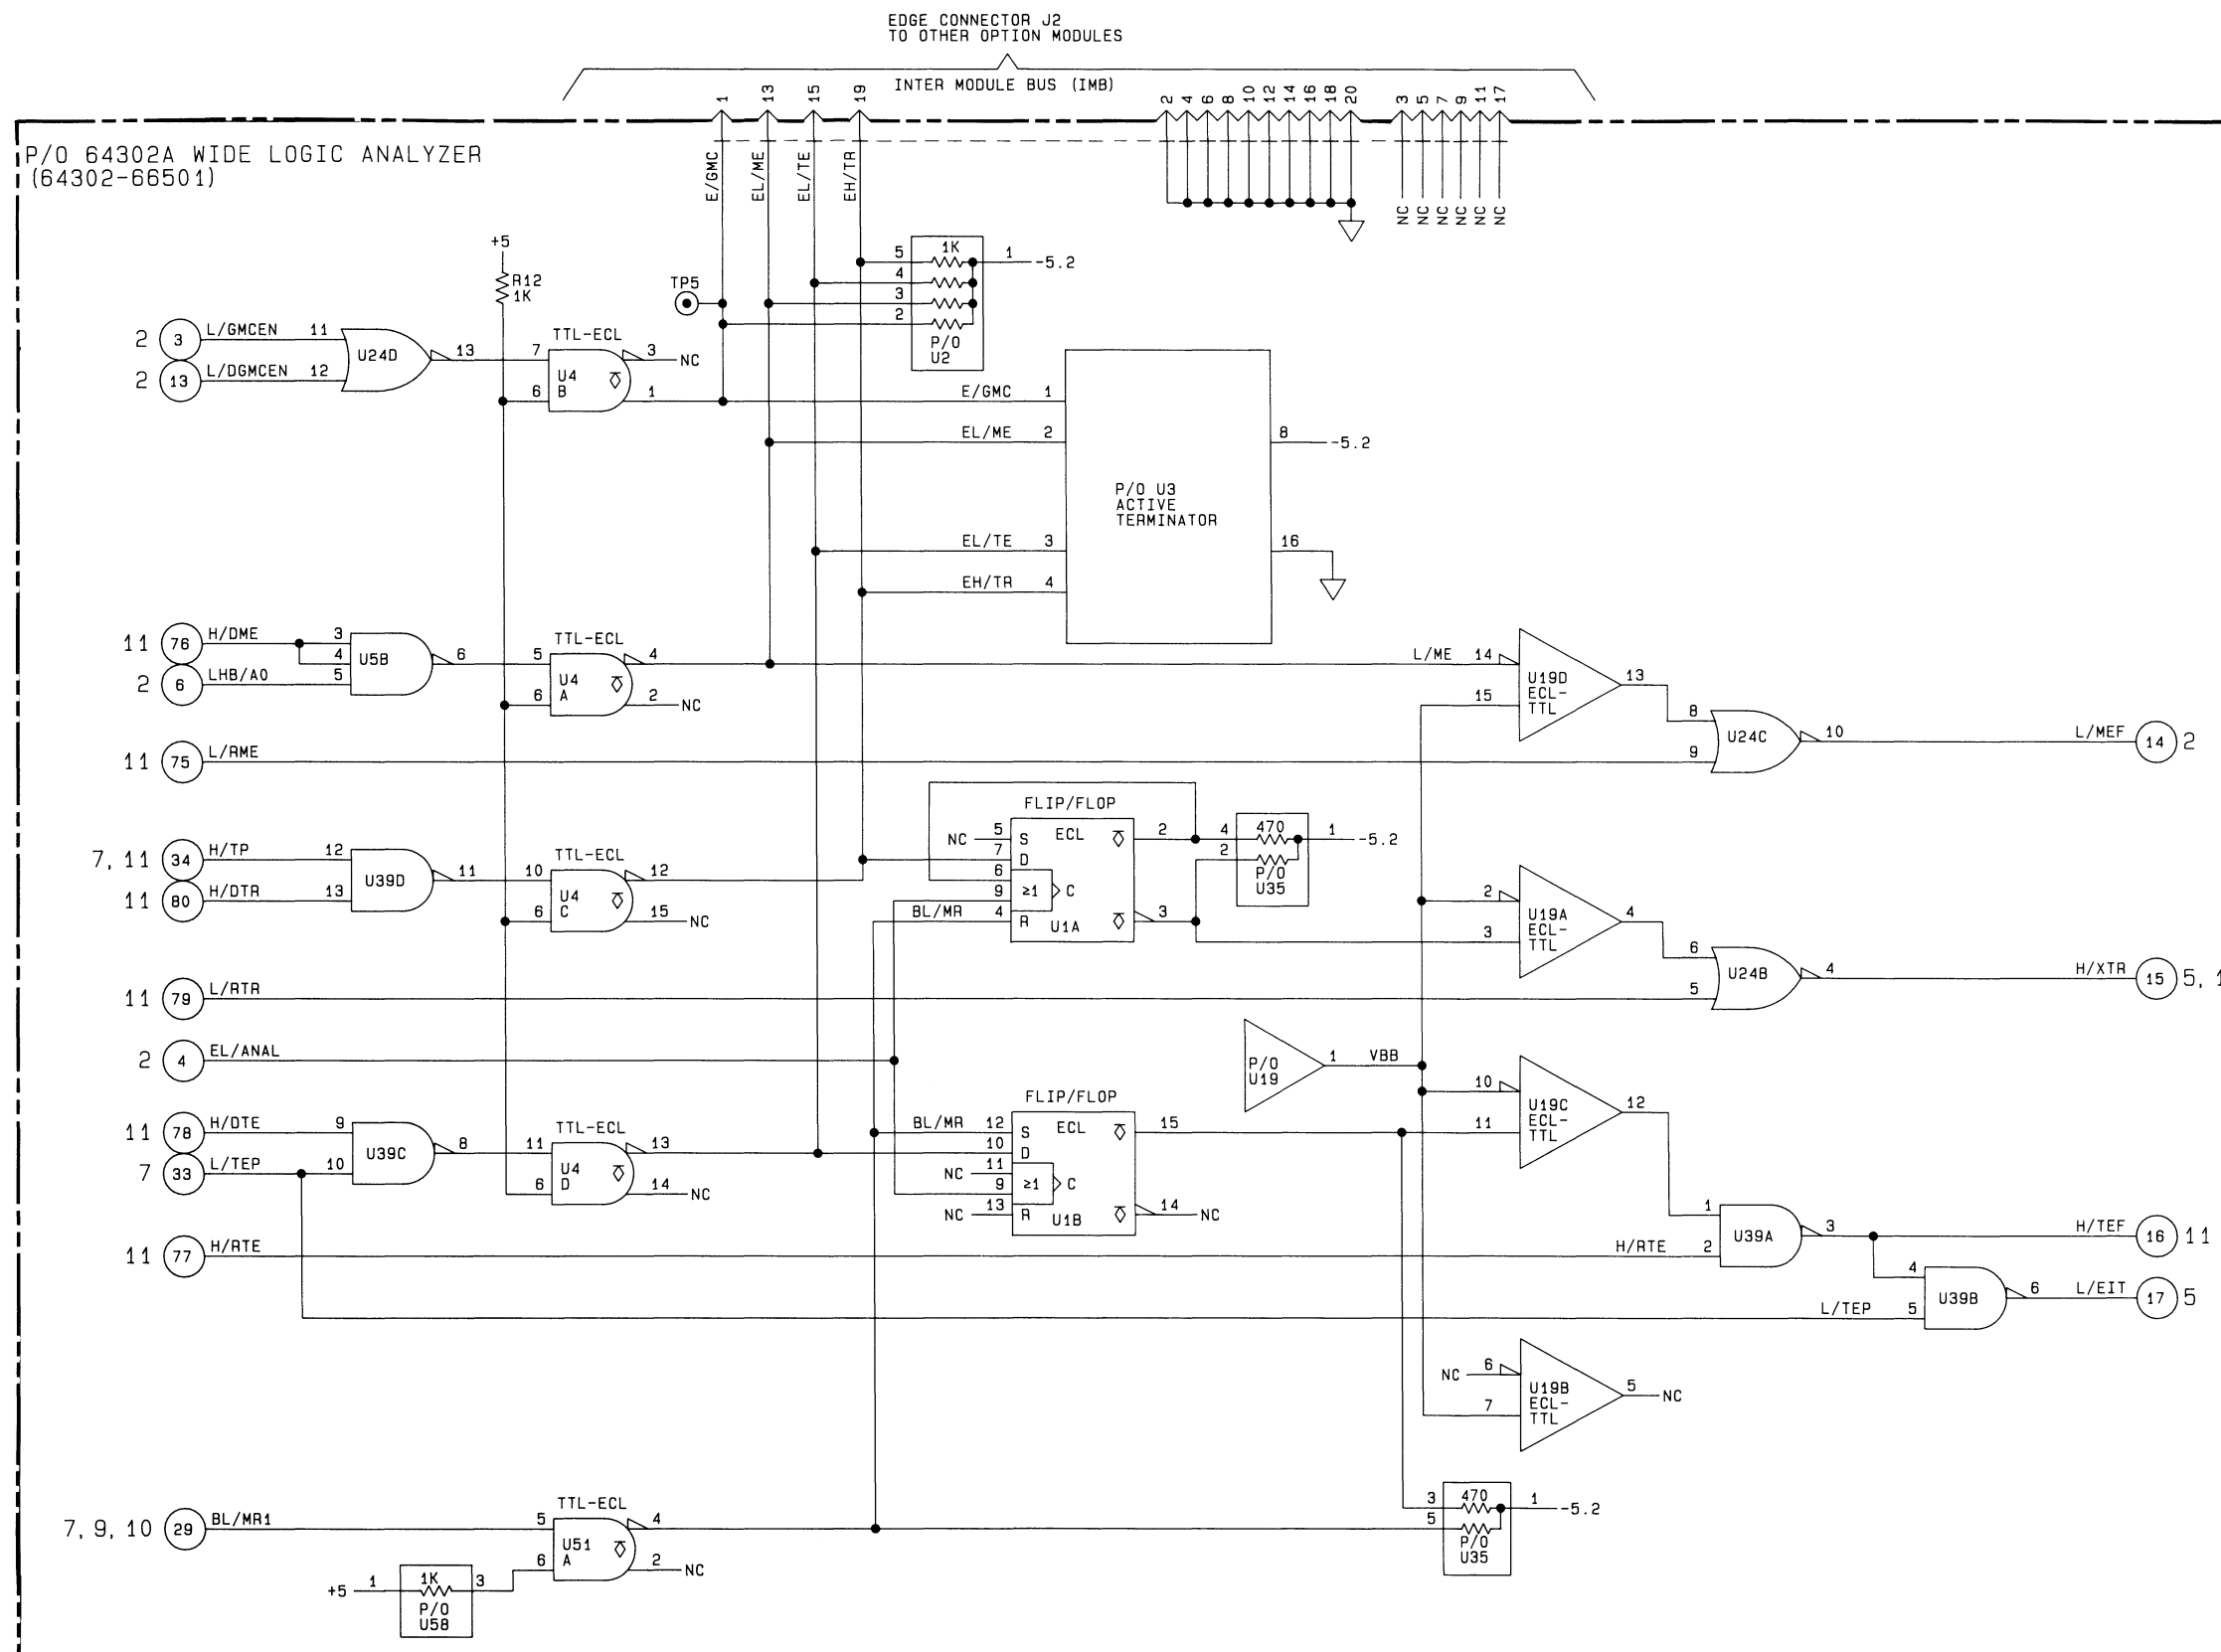 EDGE CONNECTOR J2
TO OTHER OPTION MODULES
INTER MODULE BUS (IMB)
1 13 15 19 2 4 6 8 10 12 14 16 18 20 3 5 7 9 11 17
P/O 64302A WIDE LOGIC ANALYZER
(64302-66501)
E/GMC EL/ME EL/TE EH/TR
NC NC NC NC NC NC
+5
R12
1K
TP5
5 1K 1 -5.2
4
3
2
P/O
U2
2 3 L/GMCEN 11
2 13 L/DGMCEN 12
U24D 13
TTL-ECL
7 3 NC
U4
B
6 1
E/GMC 1
EL/ME 2
EL/TE 3
EH/TR 4
P/O U3
ACTIVE
TERMINATOR
8 -5.2
16
11 76 H/DME 3
4
2 6 LHB/A0 5
U5B 6
TTL-ECL
5 4
U4
A
6 2 NC
L/ME 14
15
U19D
ECL-
TTL
13
11 75 L/RME
8
9
U24C 10
L/MEF 14 2
7, 11 34 H/TP 12
11 80 H/DTR 13
U39D 11
TTL-ECL
10 12
U4
C
6 15 NC
FLIP/FLOP
NC 5 S ECL 2
7 D
6
9 ≥1 C
BL/MR 4 R U1A 3
4 470 1 -5.2
2
P/O
U35
2
3
U19A
ECL-
TTL
4
11 79 L/RTR
6
5
U24B 4
H/XTR 15 5, 1
2 4 EL/ANAL
P/O
U19
1 VBB
11 78 H/DTE 9
7 33 L/TEP 10
U39C 8
TTL-ECL
11 13
U4
D
6 14 NC
FLIP/FLOP
BL/MR 12 S ECL 15
10 D
NC 11
9 ≥1 C
NC 13 R U1B 14 NC
10
11
U19C
ECL-
TTL
12
11 77 H/RTE
H/RTE 2
1
U39A 3
H/TEF 16 11
4
L/TEP 5
U39B 6
L/EIT 17 5
NC 6
7
U19B
ECL-
TTL
5 NC
3 470 1 -5.2
5
P/O
U35
7, 9, 10 29 BL/MR1
TTL-ECL
5 4
U51
A
6 2 NC
+5 1 1K 3
P/O
U58